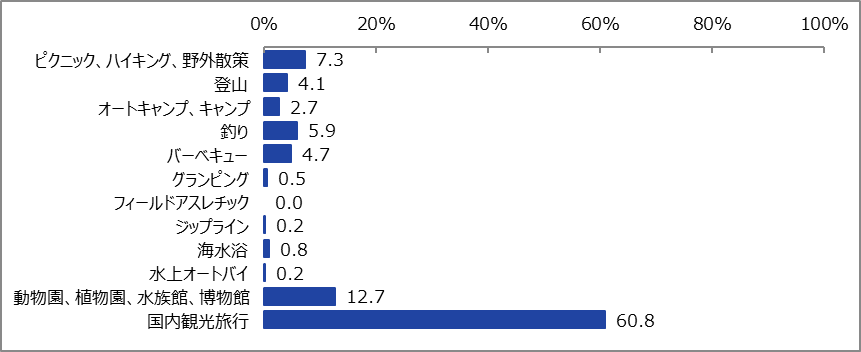 0% 20% 40% 60% 80% 100%
ピクニック、ハイキング、野外散策 7.3
登山 4.1
オートキャンプ、キャンプ 2.7
釣り 5.9
バーベキュー 4.7
グランピング 0.5
フィールドアスレチック 0.0
ジップライン 0.2
海水浴 0.8
水上オートバイ 0.2
動物園、植物園、水族館、博物館 12.7
国内観光旅行 60.8